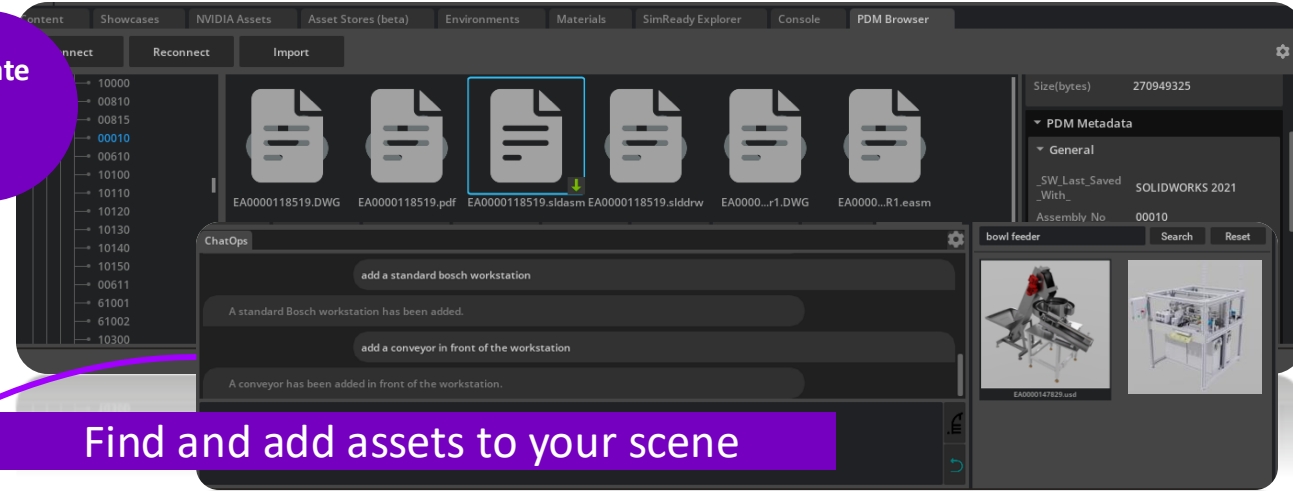 Content Showcases NVIDIA Assets Asset Stores (beta) Environments Materials SimReady Explorer Console PDM Browser
Reconnect Import
10000
00810
00815
00010
00610
10100
10110
10120
10130
10140
10150
00611
61001
61002
10300
EA0000118519.DWG EA0000118519.pdf EA0000118519.sldasm EA0000118519.slddrw EA0000...r1.DWG EA0000...R1.easm
Size(bytes) 270949325
PDM Metadata
General
_SW_Last_Saved
_With_
SOLIDWORKS 2021
Assembly No 00010
ChatOps
add a standard bosch workstation
A standard Bosch workstation has been added.
add a conveyor in front of the workstation
A conveyor has been added in front of the workstation.
bowl feeder Search Reset
EA0000147829.usd
Find and add assets to your scene